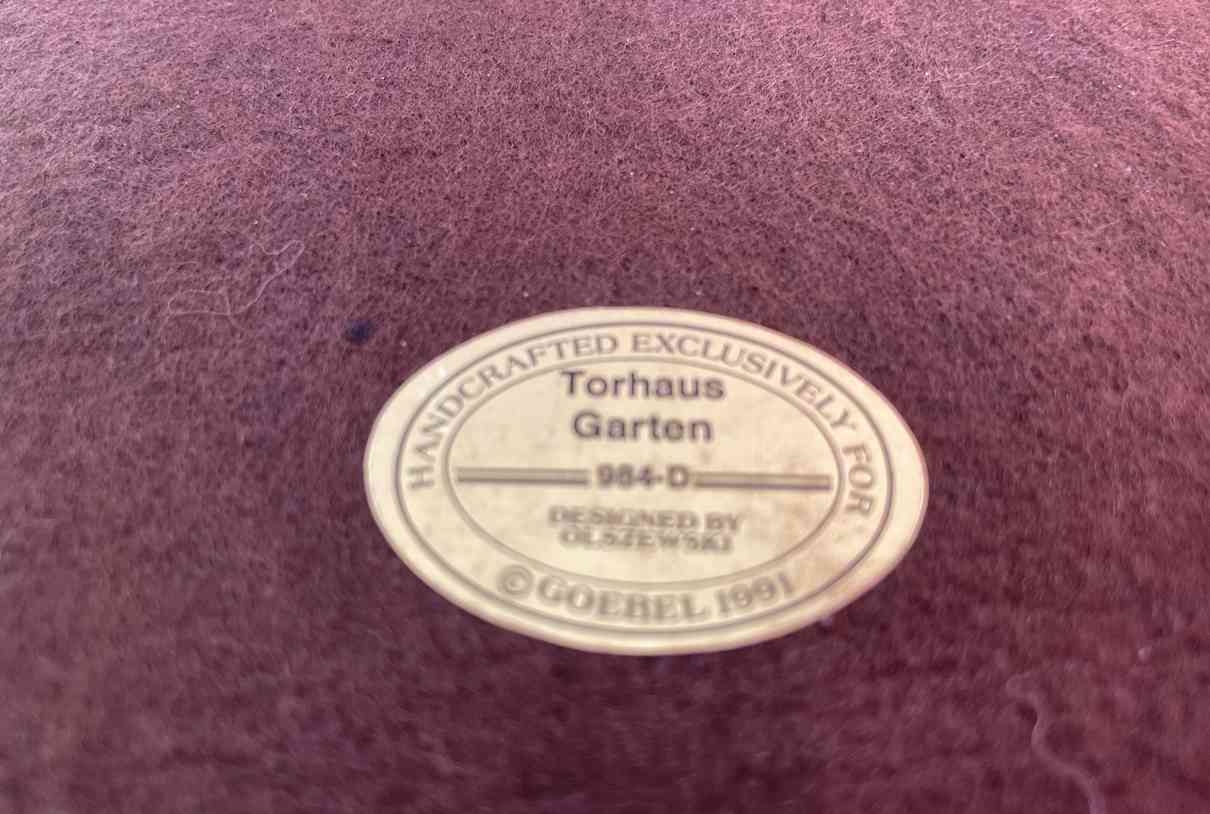 HANDCRAFTED EXCLUSIVELY FOR
Torhaus
Garten
984-D
DESIGNED BY
OLSZEWSKI
©GOEBEL 1991